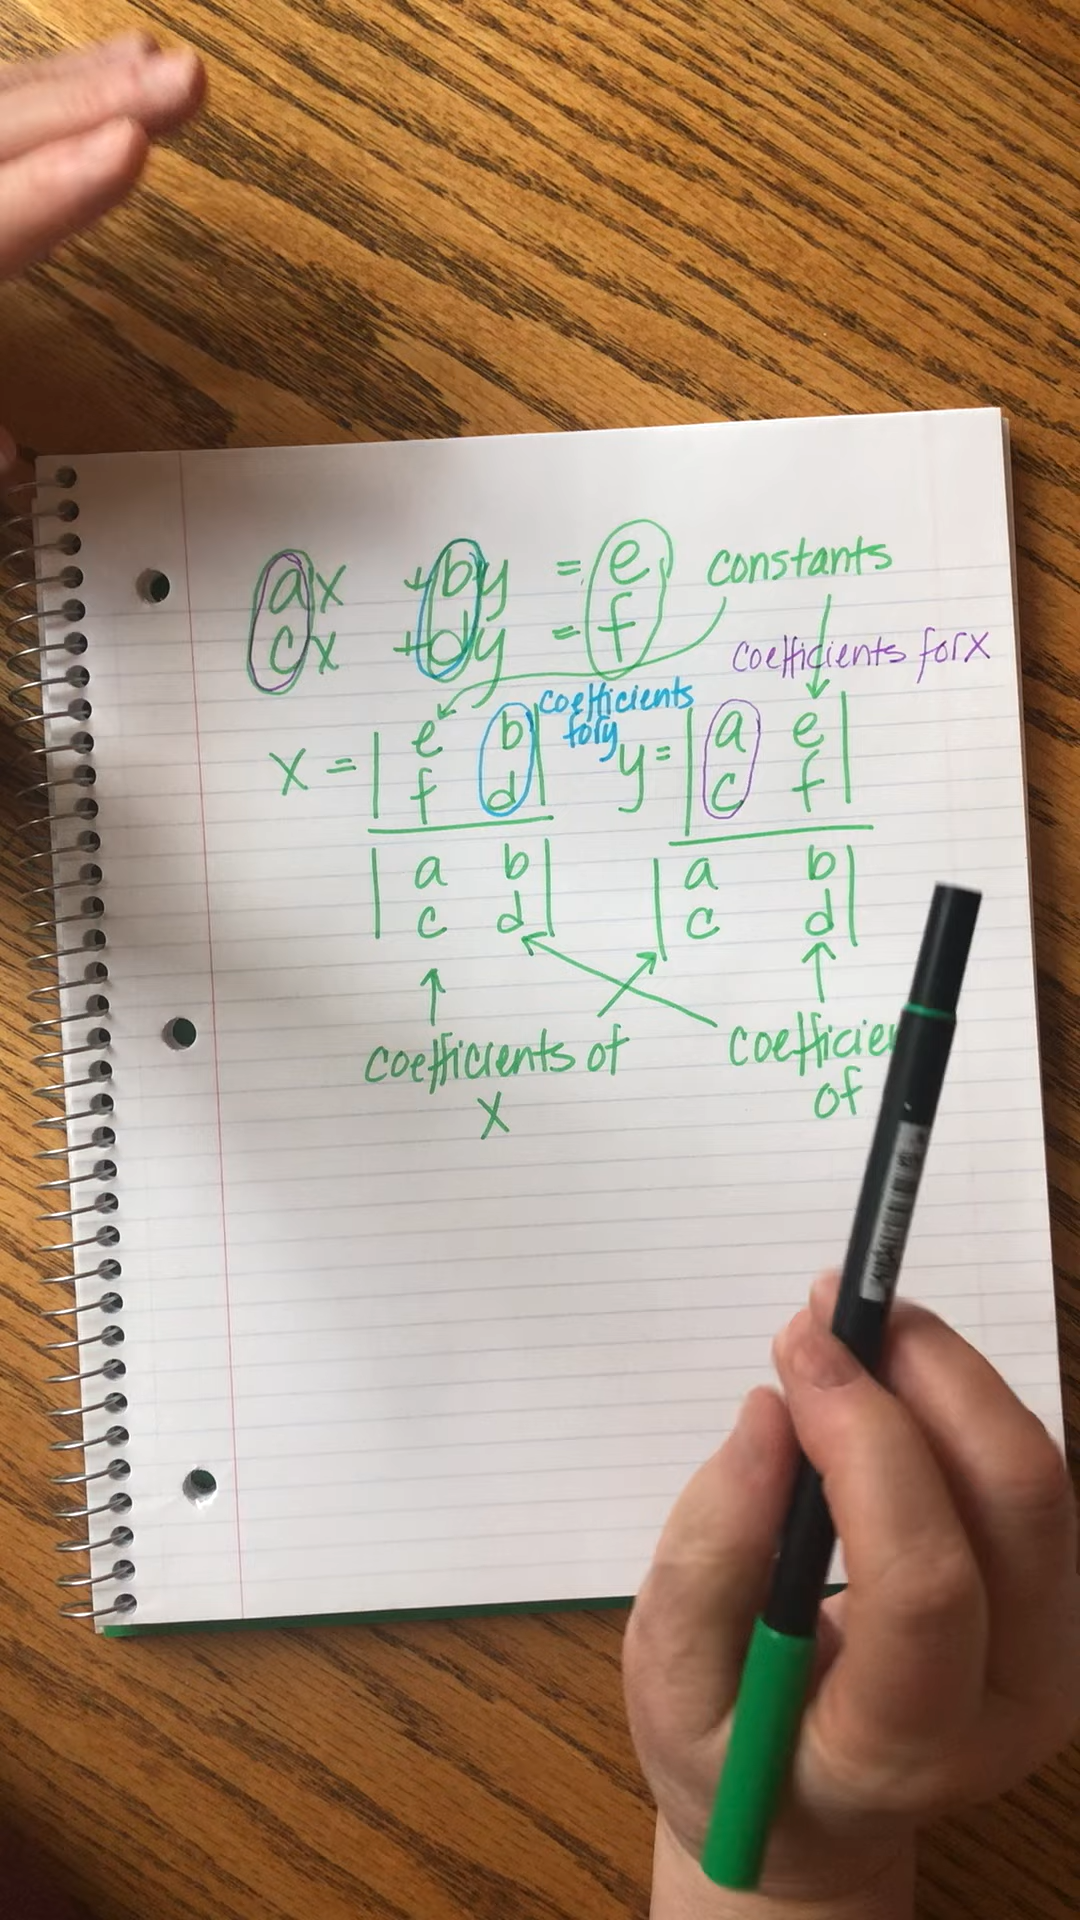 ax +by = e constants
cx +dy = f
coefficients for x
coefficients
for y
x = | e b | y = | a e |
| f d | | c f |
| a b | | a b |
| c d | | c d |
coefficients of
x
of